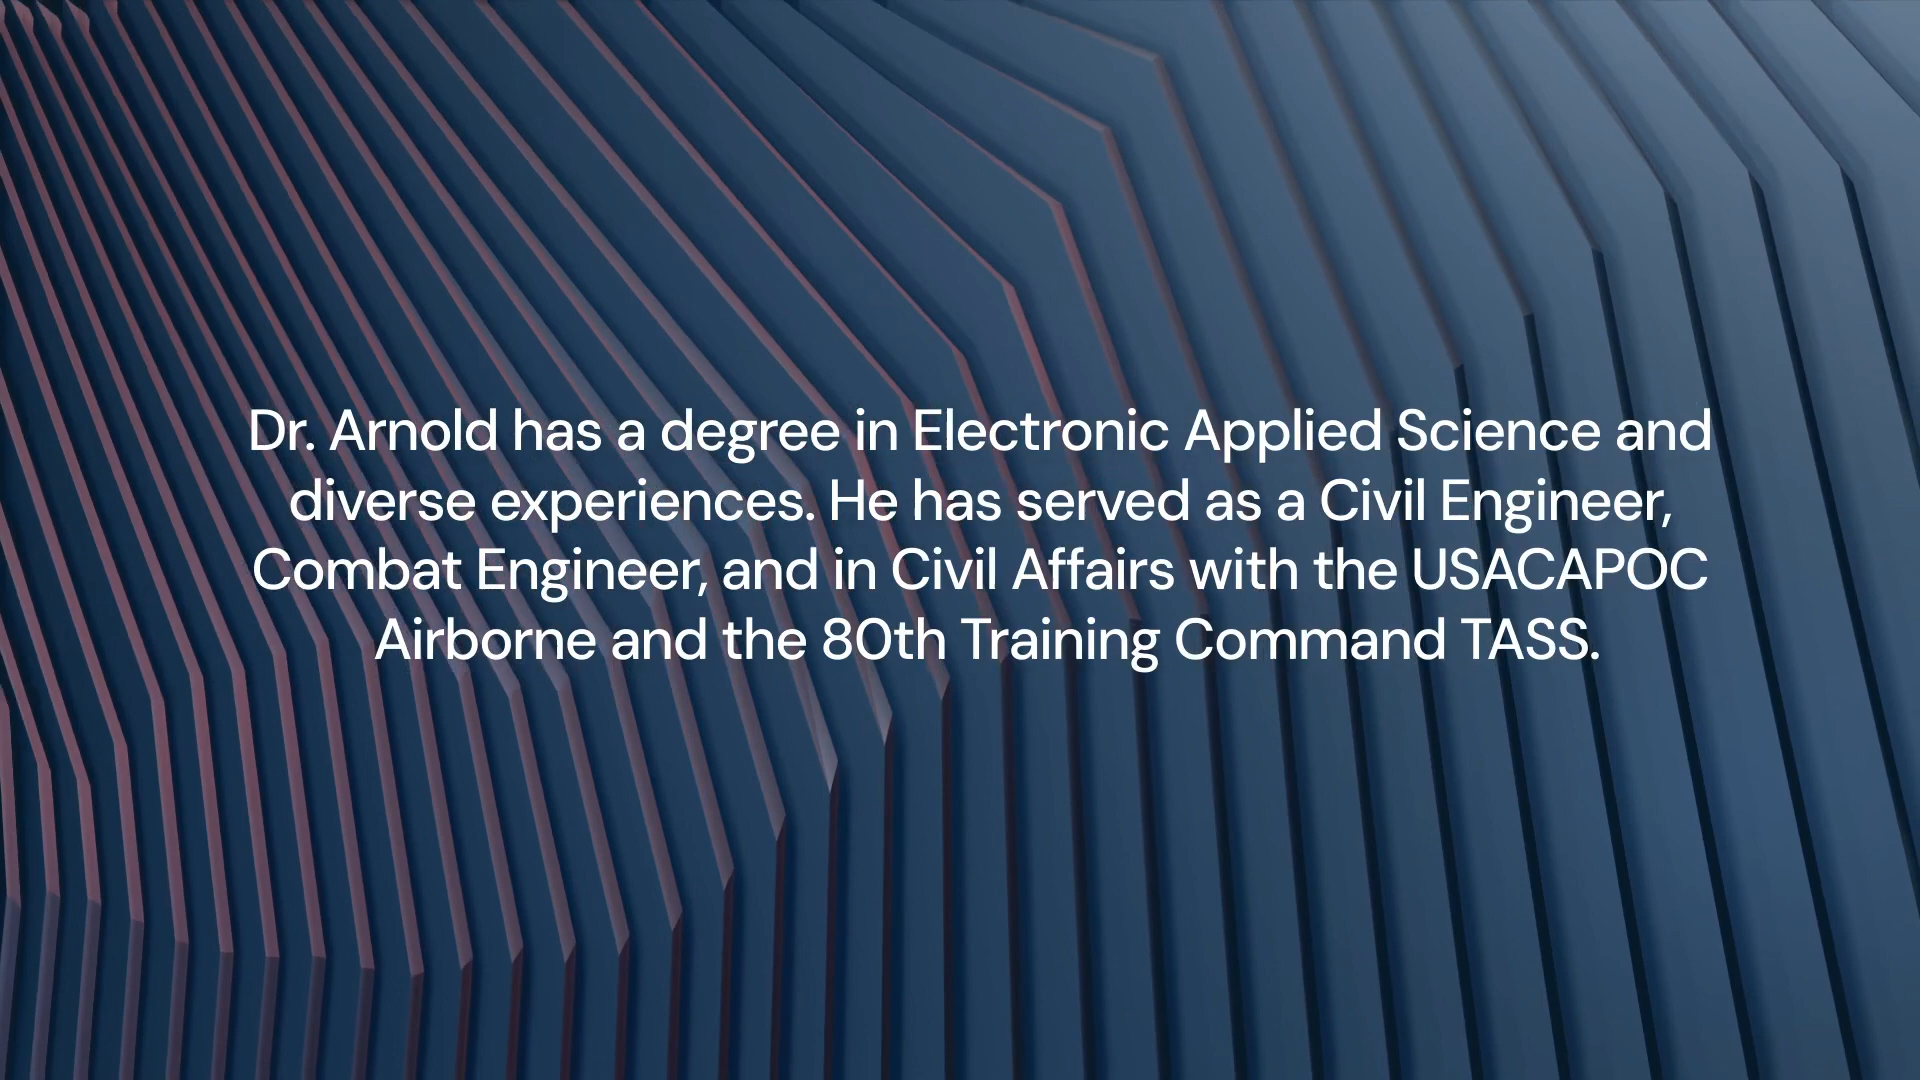 Dr. Arnold has a degree in Electronic Applied Science and
diverse experiences. He has served as a Civil Engineer,
Combat Engineer, and in Civil Affairs with the USACAPOC
Airborne and the 80th Training Command TASS.